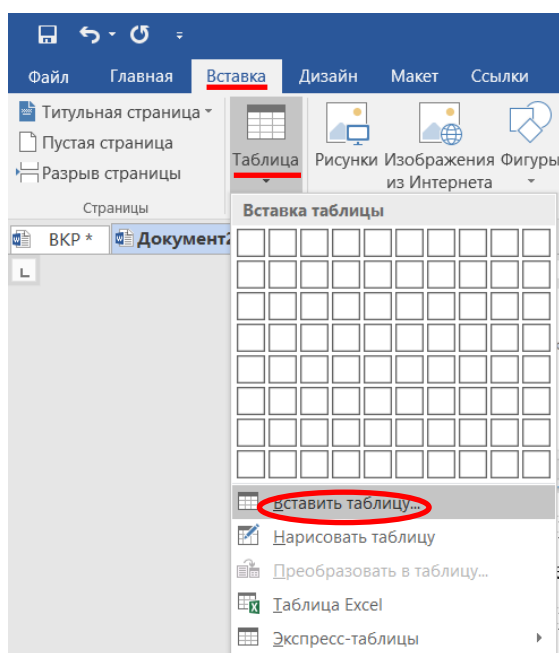 Файл Главная Вставка Дизайн Макет Ссылки
Титульная страница
Пустая страница
Разрыв страницы
Страницы
Таблица
Рисунки
Изображения
из Интернета
Фигуры
Вставка таблицы
ВКР *
Документ2
Вставить таблицу...
Нарисовать таблицу
Преобразовать в таблицу...
Таблица Excel
Экспресс-таблицы